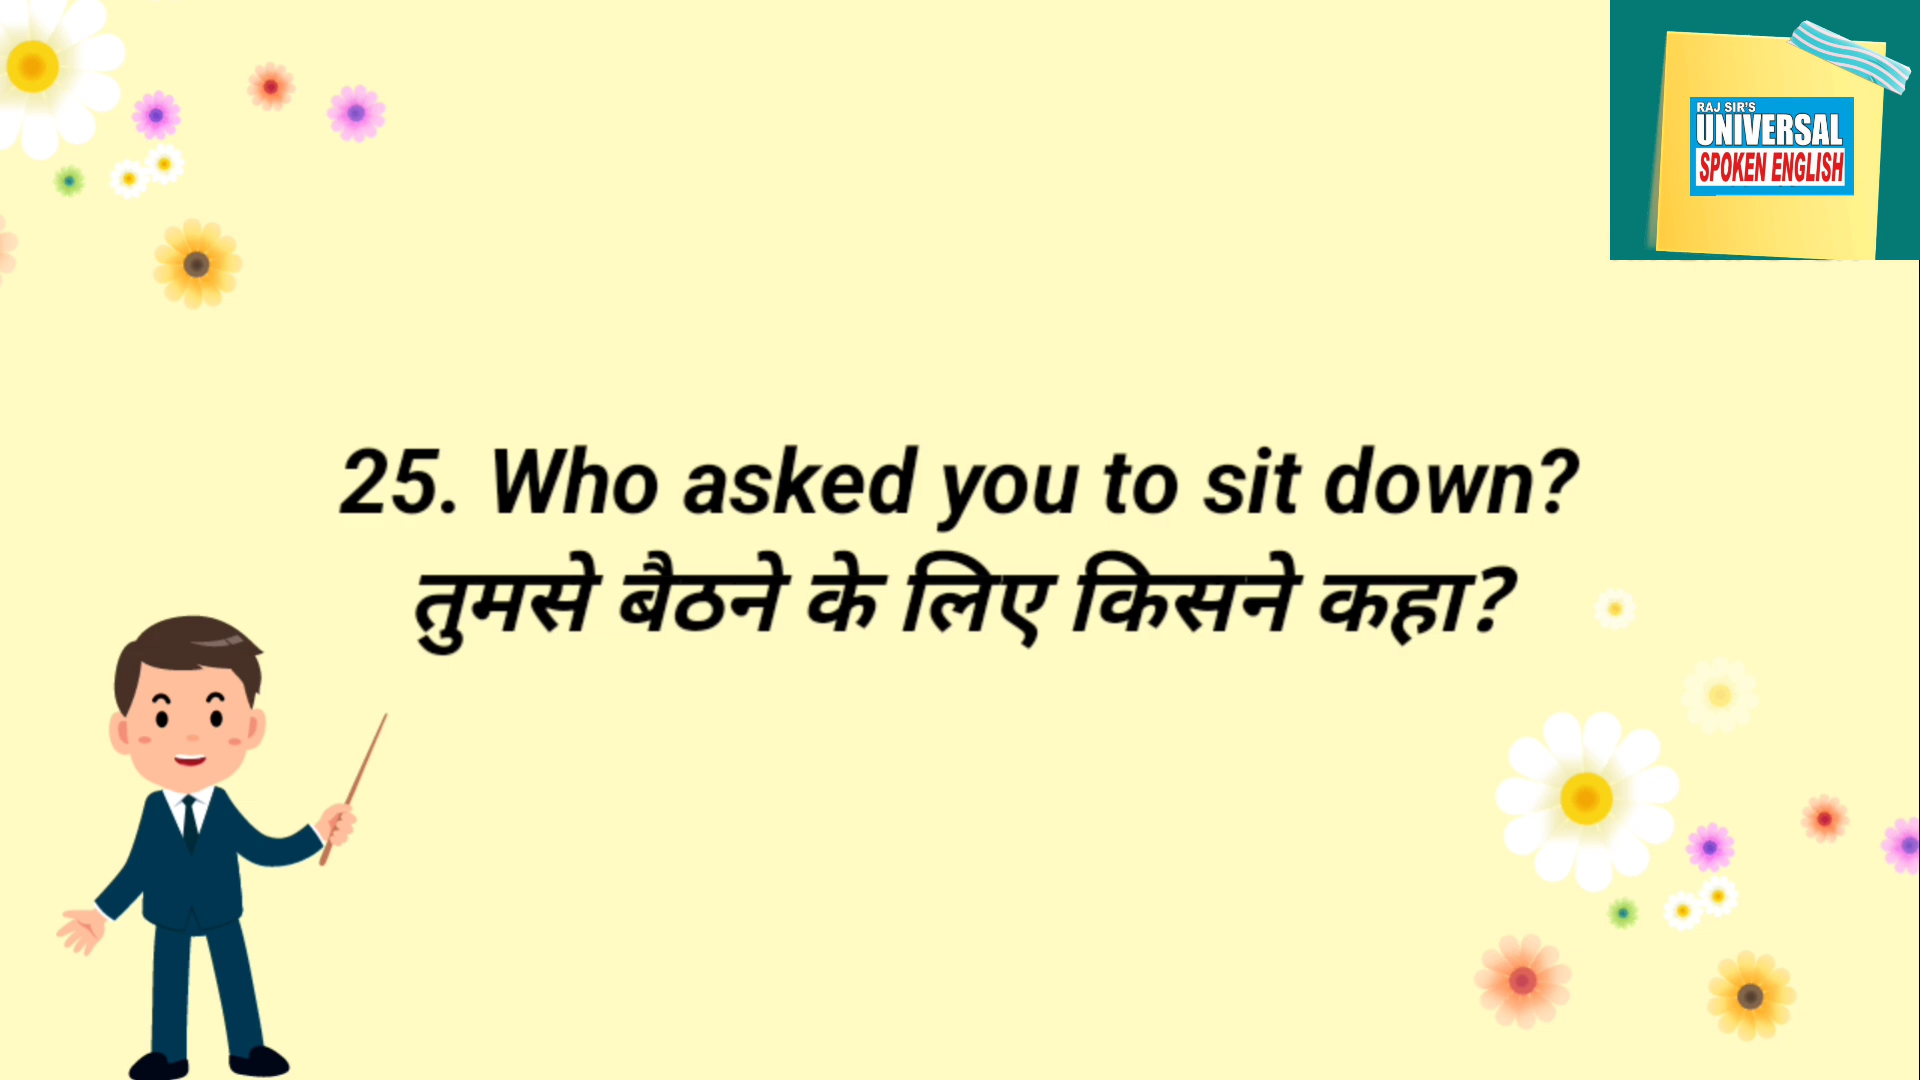 RAJ SIR'S
UNIVERSAL
SPOKEN ENGLISH
25. Who asked you to sit down?
तुमसे बैठने के लिए किसने कहा?